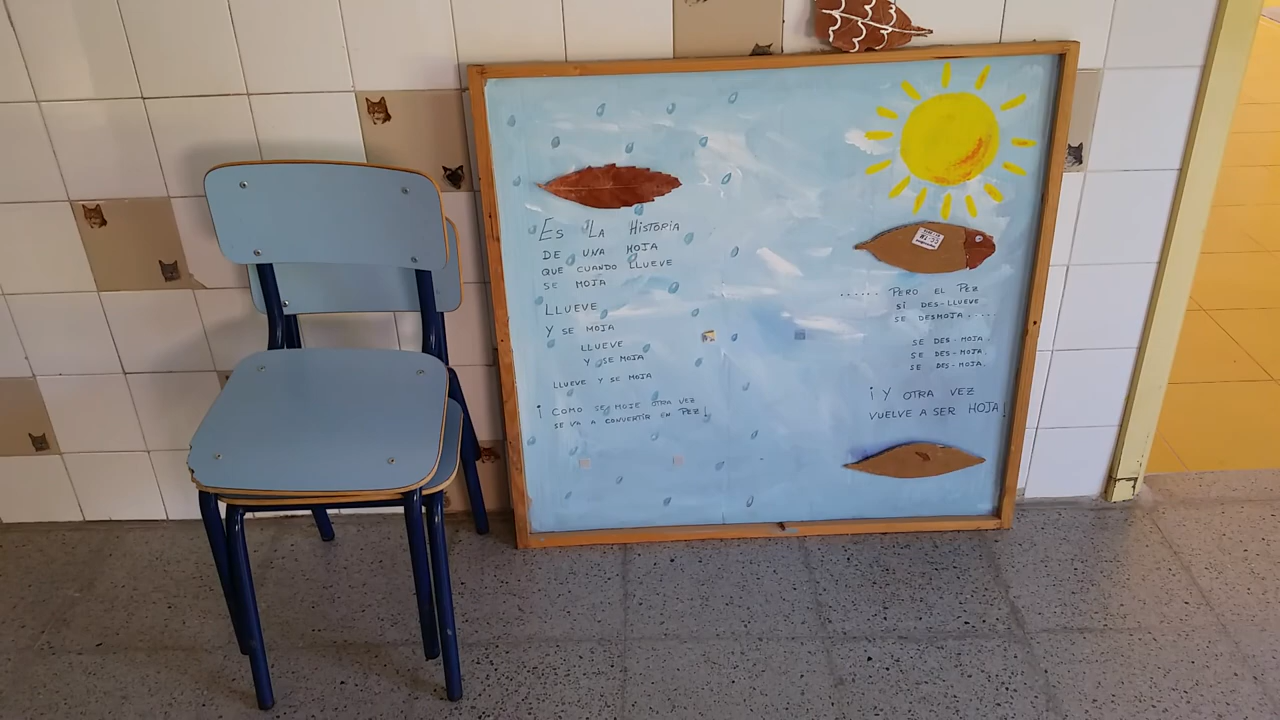 ES LA HISTORIA
DE UNA HOJA
QUE CUANDO LLUEVE
SE MOJA
LLUEVE
Y SE MOJA
LLUEVE
Y SE MOJA
LLUEVE Y SE MOJA
¡COMO SE MOJE OTRA VEZ
SE VA A CONVERTIR EN PEZ!
...... PERO EL PEZ
SI DES-LLUEVE
SE DESMOJA....
SE DES-MOJA.
SE DES-MOJA.
SE DES-MOJA.
¡Y OTRA VEZ
VUELVE A SER HOJA!